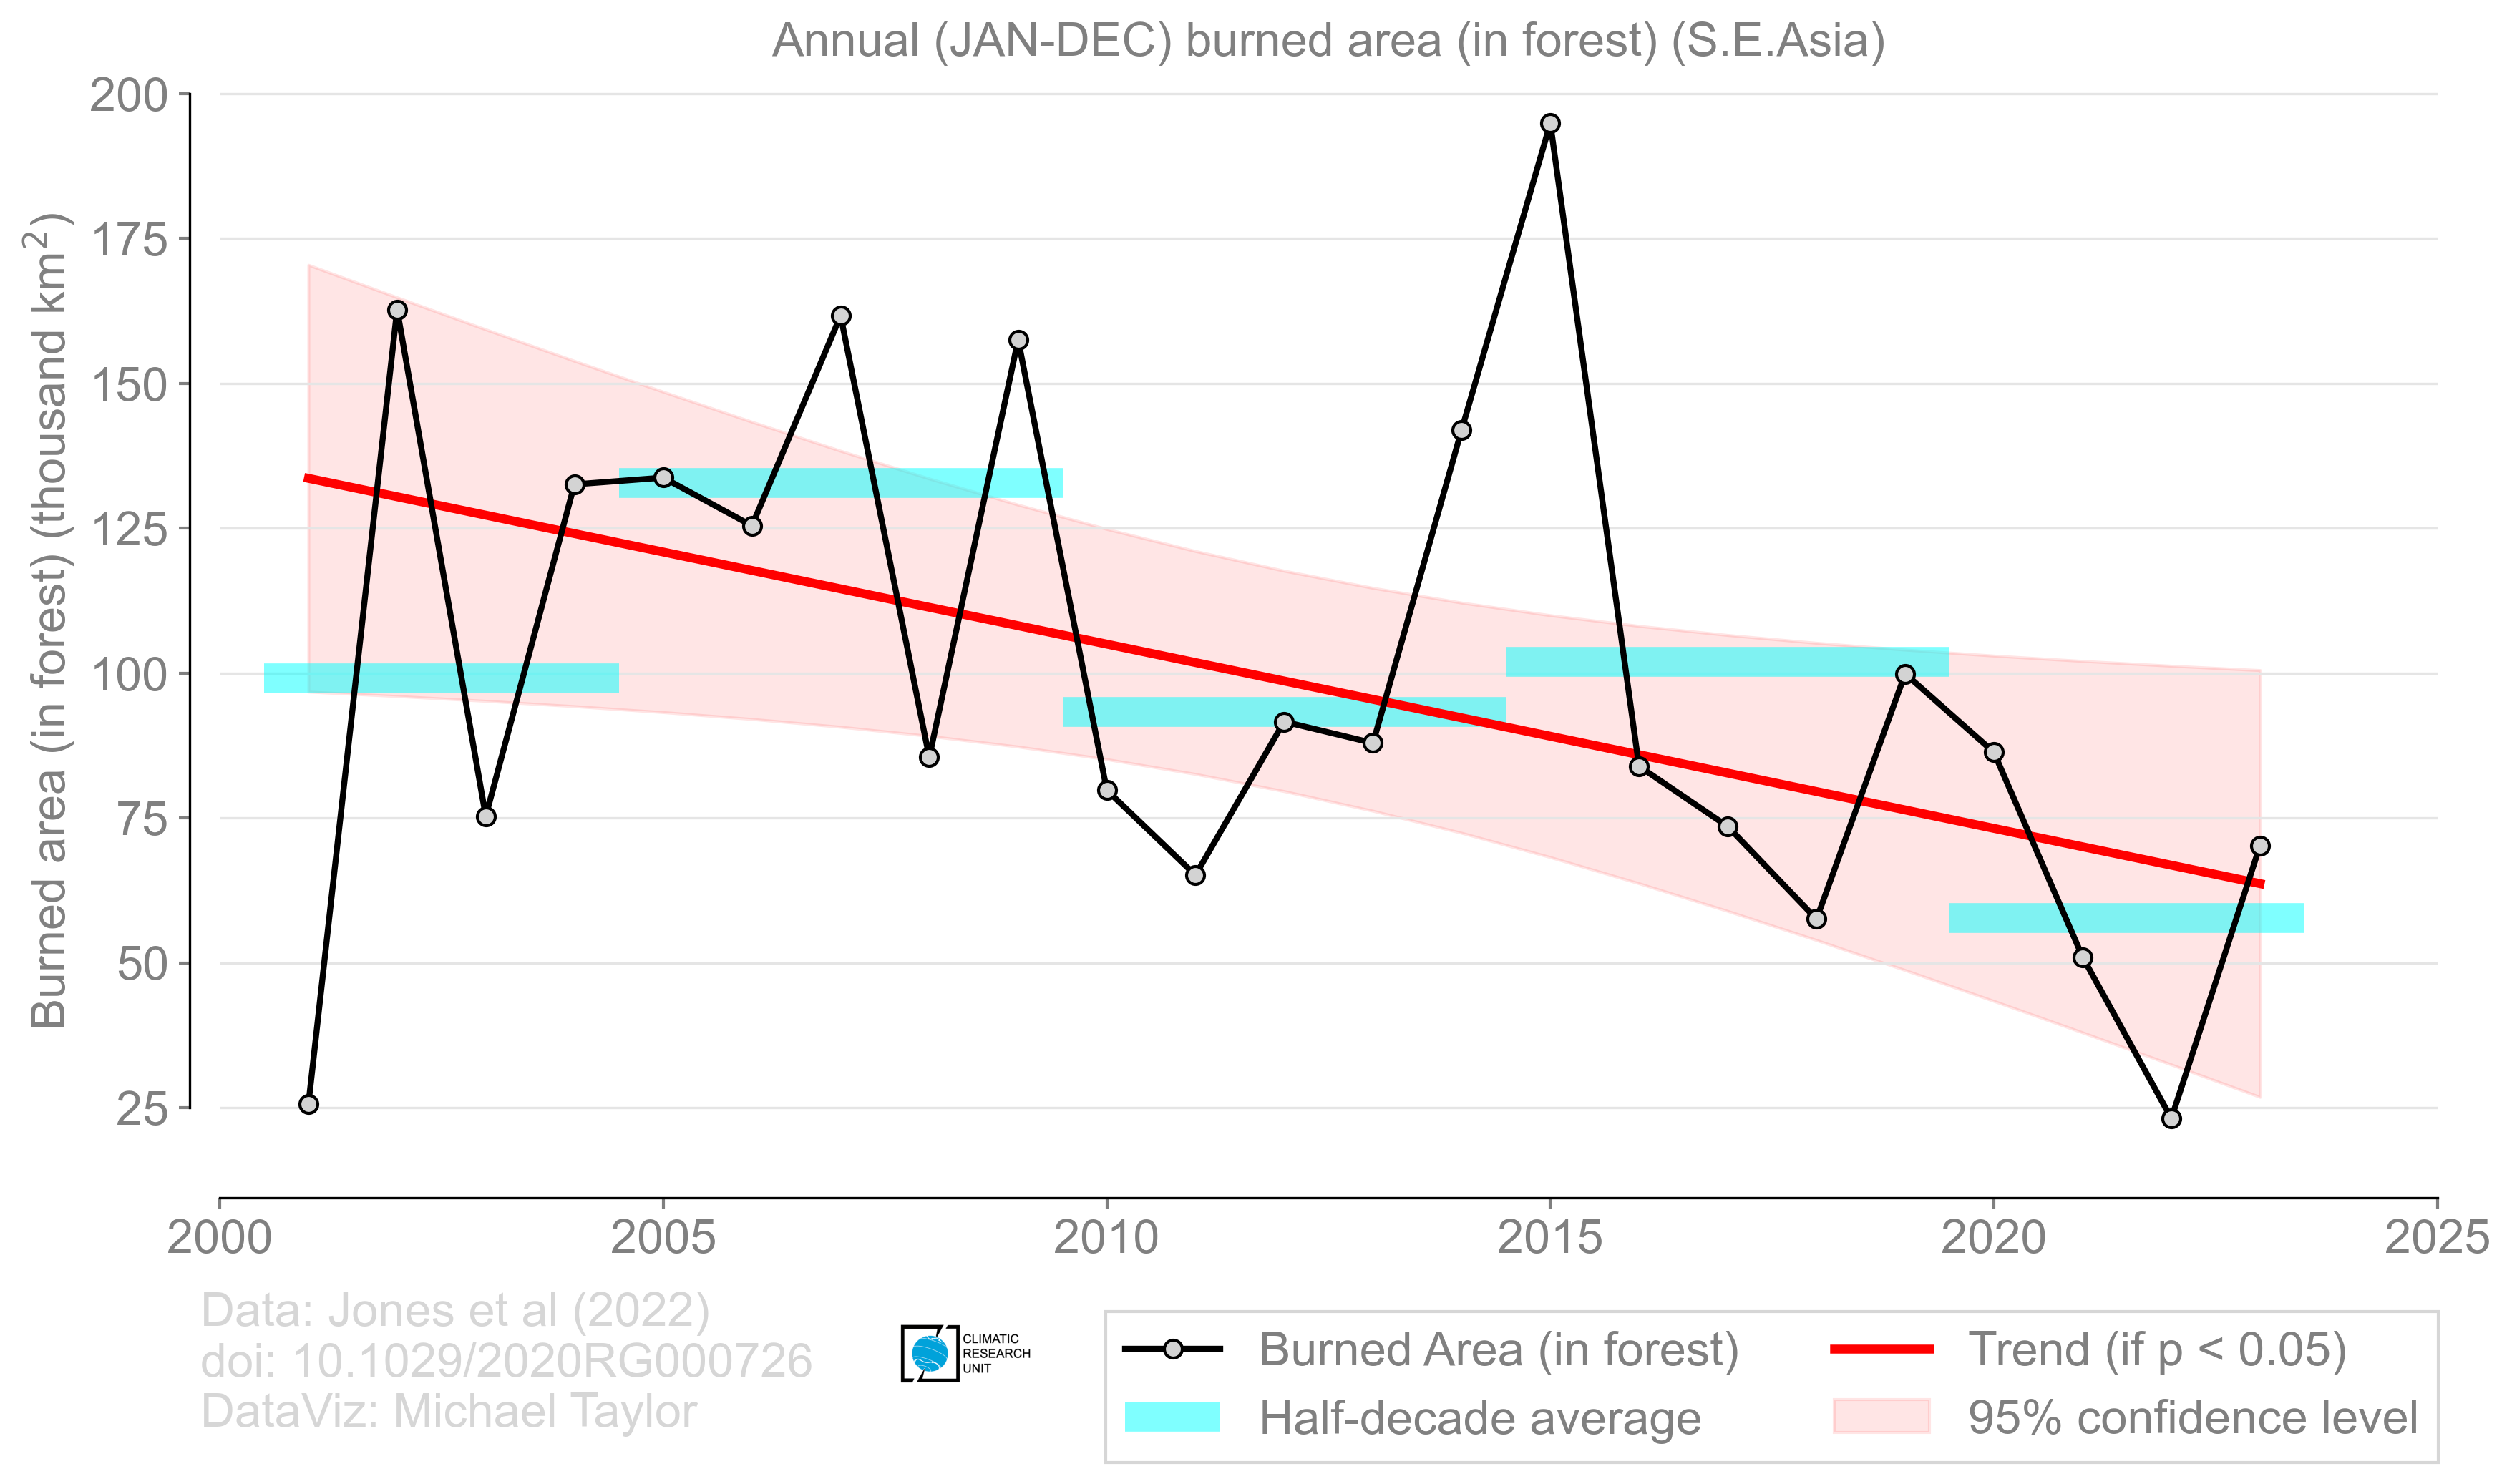 Annual (JAN-DEC) burned area (in forest) (S.E.Asia)
Burned area (in forest) (thousand km²)
200
175
150
125
100
75
50
25
2000 2005 2010 2015 2020 2025
Data: Jones et al (2022)
doi: 10.1029/2020RG000726
DataViz: Michael Taylor
CLIMATIC
RESEARCH
UNIT
Burned Area (in forest)
Half-decade average
Trend (if p < 0.05)
95% confidence level